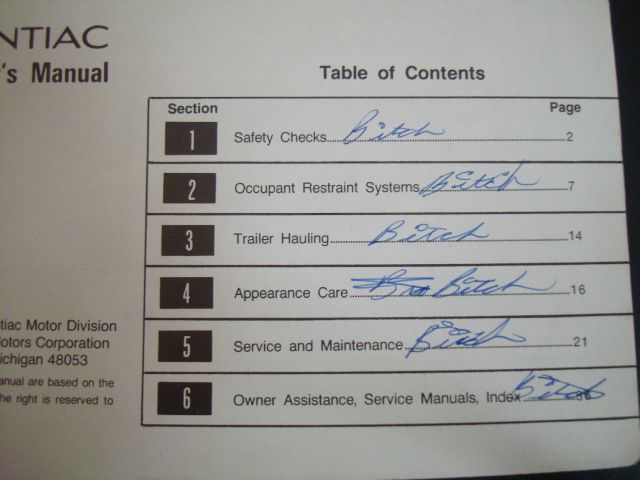 NTIAC
's Manual
Table of Contents
Section Page
1 Safety Checks Bitch 2
2 Occupant Restraint Systems Bitch 7
3 Trailer Hauling Bitch 14
4 Appearance Care Bitch 16
5 Service and Maintenance Bitch 21
6 Owner Assistance, Service Manuals, Index Bitch 36
tiac Motor Division
otors Corporation
ichigan 48053
anual are based on the
he right is reserved to